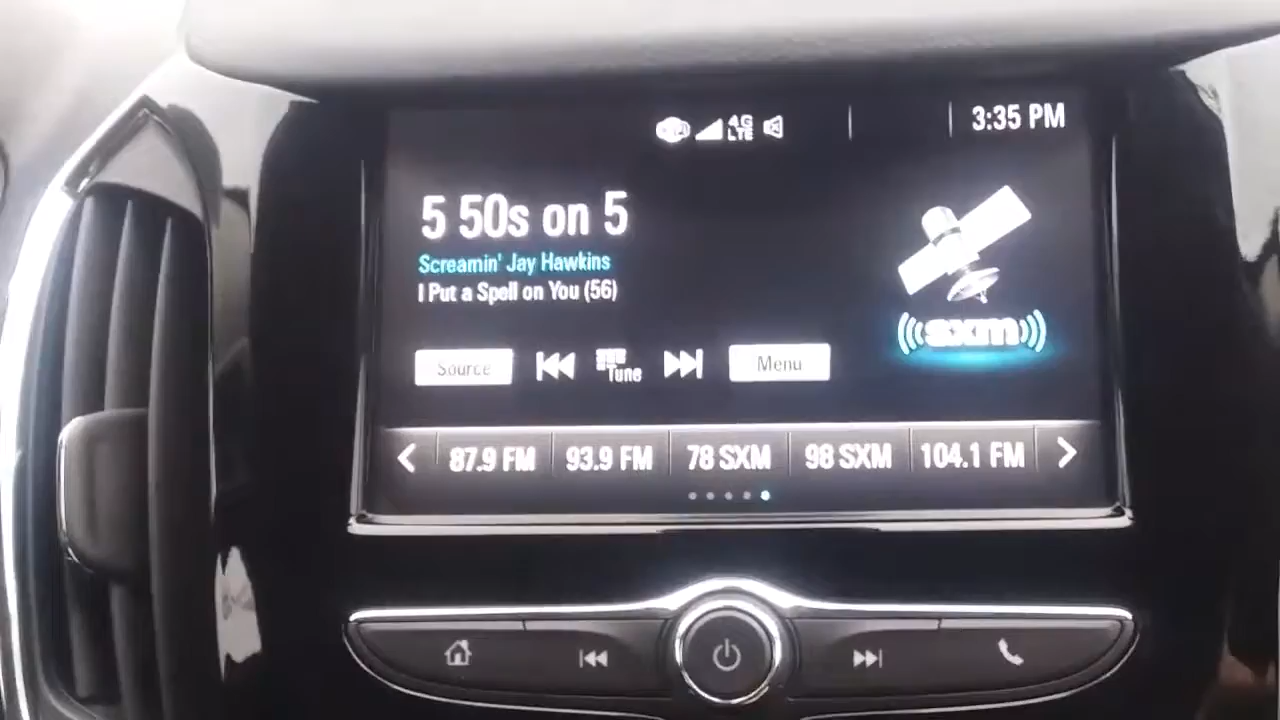 4G LTE
3:35 PM
5 50s on 5
Screamin' Jay Hawkins
I Put a Spell on You (56)
sxm
Source
Tune
Menu
87.9 FM
93.9 FM
78 SXM
98 SXM
104.1 FM